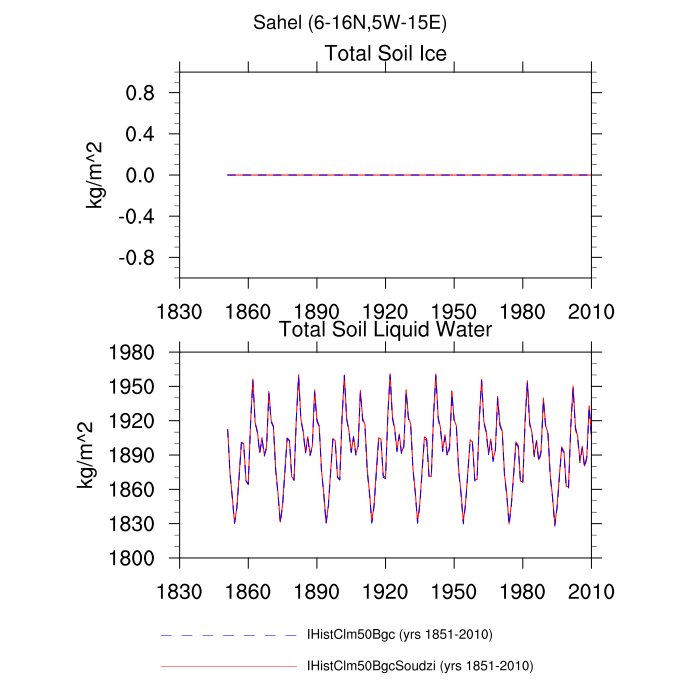 Sahel (6-16N,5W-15E)
Total Soil Ice
0.8
0.4
0.0
-0.4
-0.8
kg/m^2
1830 1860 1890 1920 1950 1980 2010
Total Soil Liquid Water
1980
1950
1920
1890
1860
1830
1800
kg/m^2
1830 1860 1890 1920 1950 1980 2010
IHistClm50Bgc (yrs 1851-2010)
IHistClm50BgcSoudzi (yrs 1851-2010)